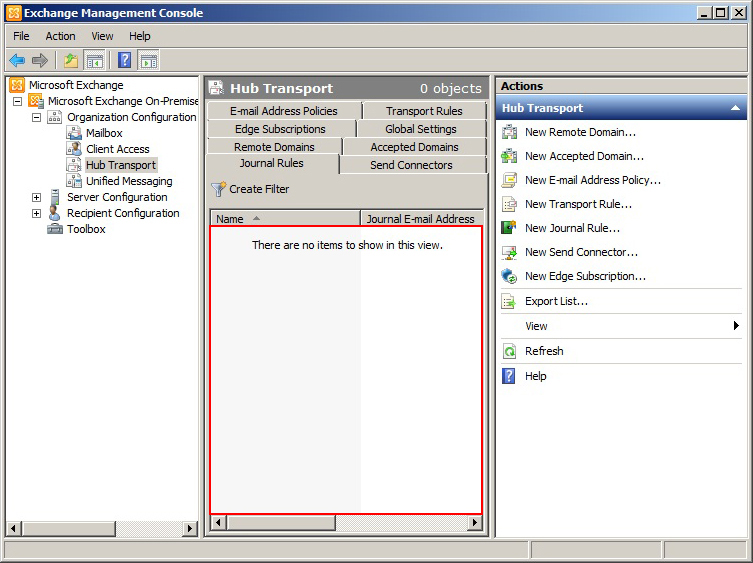 Exchange Management Console
File Action View Help
Microsoft Exchange
Microsoft Exchange On-Premise
Organization Configuration
Mailbox
Client Access
Hub Transport
Unified Messaging
Server Configuration
Recipient Configuration
Toolbox
Hub Transport 0 objects
E-mail Address Policies Transport Rules
Edge Subscriptions Global Settings
Remote Domains Accepted Domains
Journal Rules Send Connectors
Create Filter
Name Journal E-mail Address
There are no items to show in this view.
Actions
Hub Transport
New Remote Domain...
New Accepted Domain...
New E-mail Address Policy...
New Transport Rule...
New Journal Rule...
New Send Connector...
New Edge Subscription...
Export List...
View
Refresh
Help